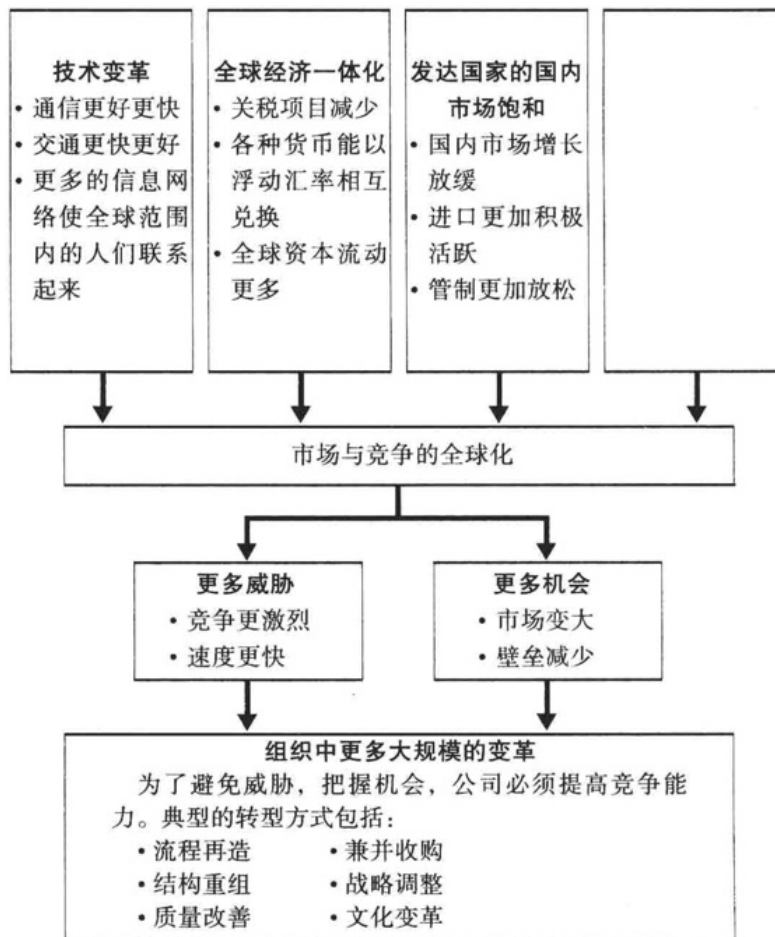 技术变革
• 通信更好更快
• 交通更快更好
• 更多的信息网
络使全球范围
内的人们联系
起来
全球经济一体化
• 关税项目减少
• 各种货币能以
浮动汇率相互
兑换
• 全球资本流动
更多
发达国家的国内
市场饱和
• 国内市场增长
放缓
• 进口更加积极
活跃
• 管制更加放松
市场与竞争的全球化
更多威胁
• 竞争更激烈
• 速度更快
更多机会
• 市场变大
• 壁垒减少
组织中更多大规模的变革
为了避免威胁，把握机会，公司必须提高竞争能
力。典型的转型方式包括：
• 流程再造 • 兼并收购
• 结构重组 • 战略调整
• 质量改善 • 文化变革